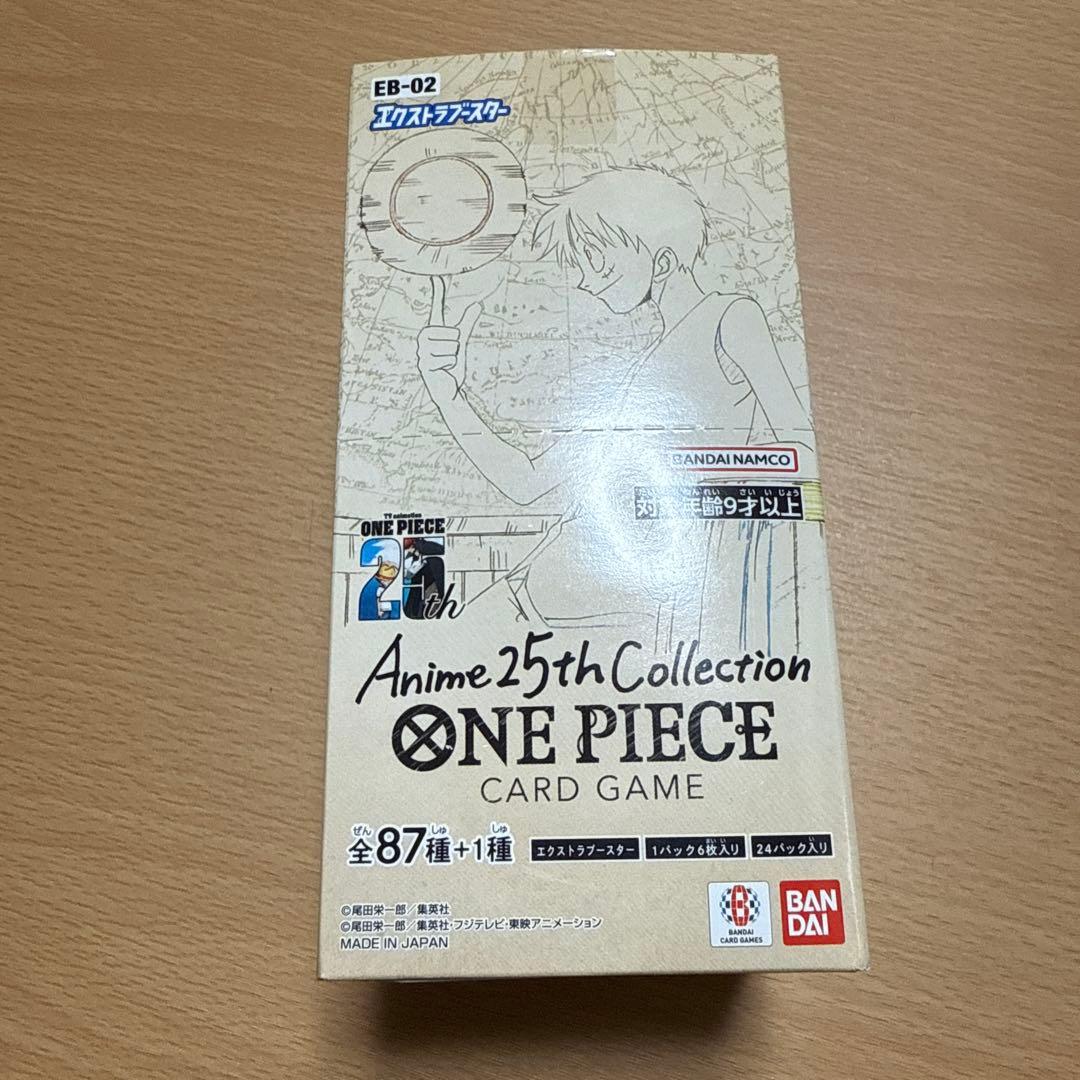 EB-02
エクストラブースター
BANDAI NAMCO
対象年齢9才以上
TV animation
ONE PIECE
25th
Anime 25th Collection
ONE PIECE
CARD GAME
全87種+1種
エクストラブースター
1パック6枚入り
24パック入り
©尾田栄一郎/集英社
©尾田栄一郎/集英社・フジテレビ・東映アニメーション
MADE IN JAPAN
BANDAI
CARD GAMES
BAN
DAI